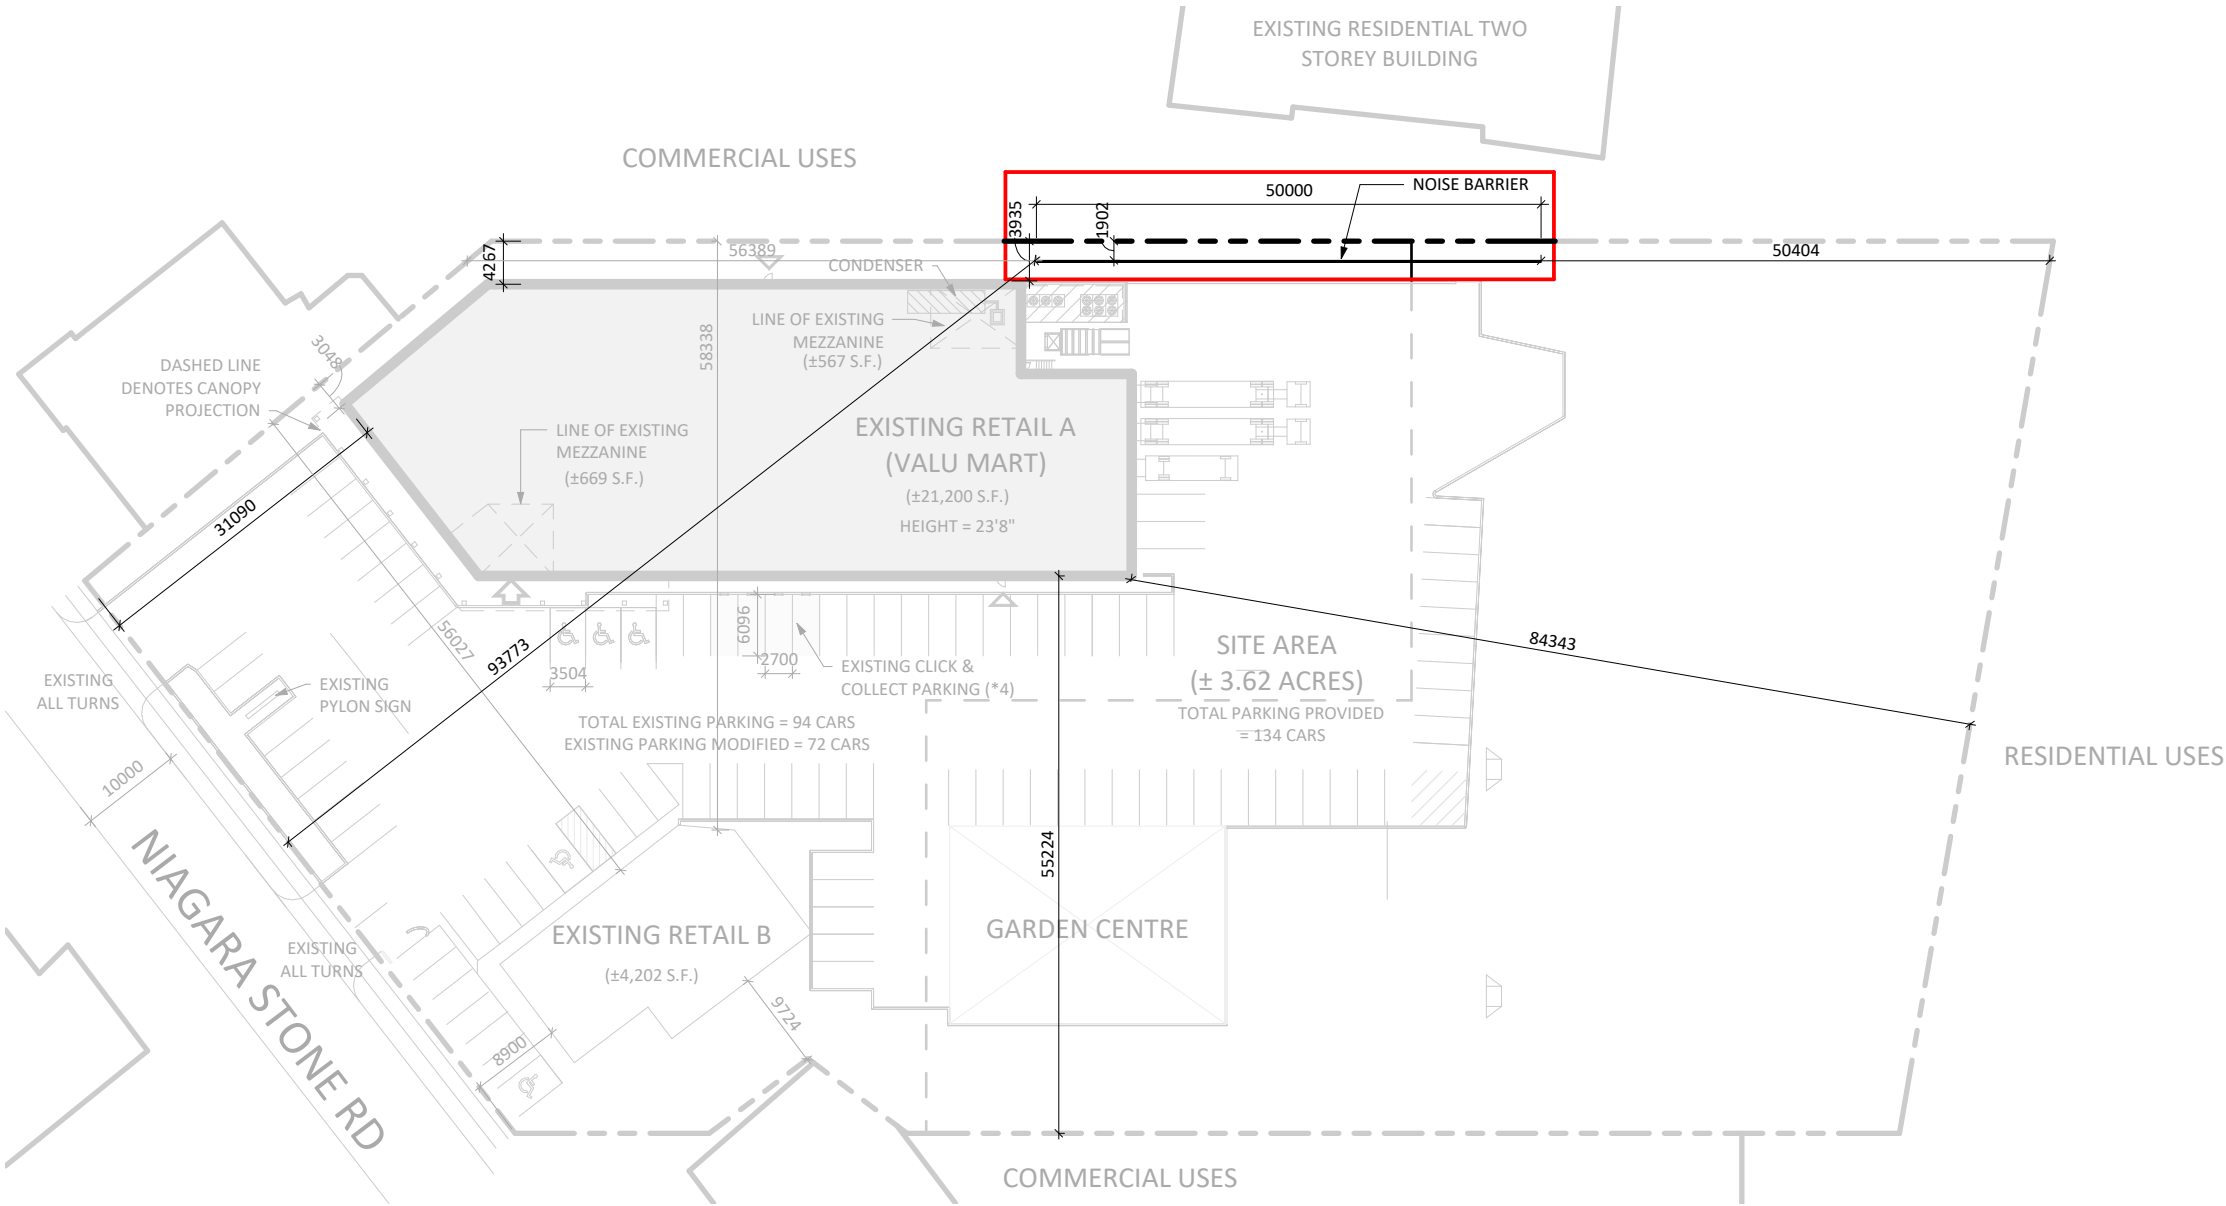 EXISTING RESIDENTIAL TWO
STOREY BUILDING
COMMERCIAL USES
50000
NOISE BARRIER
3935
1902
4267
56389
50404
CONDENSER
LINE OF EXISTING
MEZZANINE
(±567 S.F.)
58338
3048
DASHED LINE
DENOTES CANOPY
PROJECTION
LINE OF EXISTING
MEZZANINE
(±669 S.F.)
EXISTING RETAIL A
(VALU MART)
(±21,200 S.F.)
HEIGHT = 23'8"
31090
56027
93773
6096
2700
3504
EXISTING CLICK &
COLLECT PARKING (*4)
SITE AREA
(± 3.62 ACRES)
TOTAL PARKING PROVIDED
= 134 CARS
84343
EXISTING
ALL TURNS
EXISTING
PYLON SIGN
TOTAL EXISTING PARKING = 94 CARS
EXISTING PARKING MODIFIED = 72 CARS
RESIDENTIAL USES
10000
NIAGARA STONE RD
55224
EXISTING RETAIL B
(±4,202 S.F.)
GARDEN CENTRE
EXISTING
ALL TURNS
9724
8900
COMMERCIAL USES